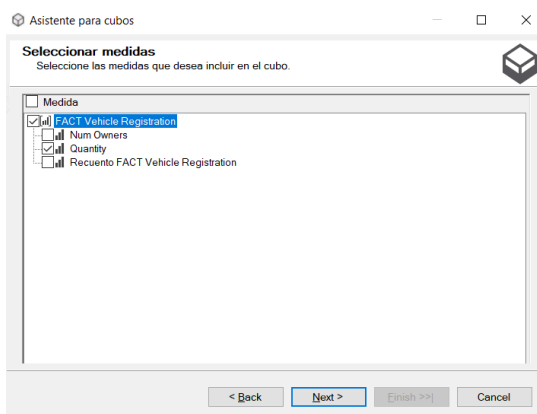 Asistente para cubos
Seleccionar medidas
Seleccione las medidas que desea incluir en el cubo.
Medida
FACT Vehicle Registration
Num Owners
Quantity
Recuento FACT Vehicle Registration
< Back
Next >
Finish >>|
Cancel